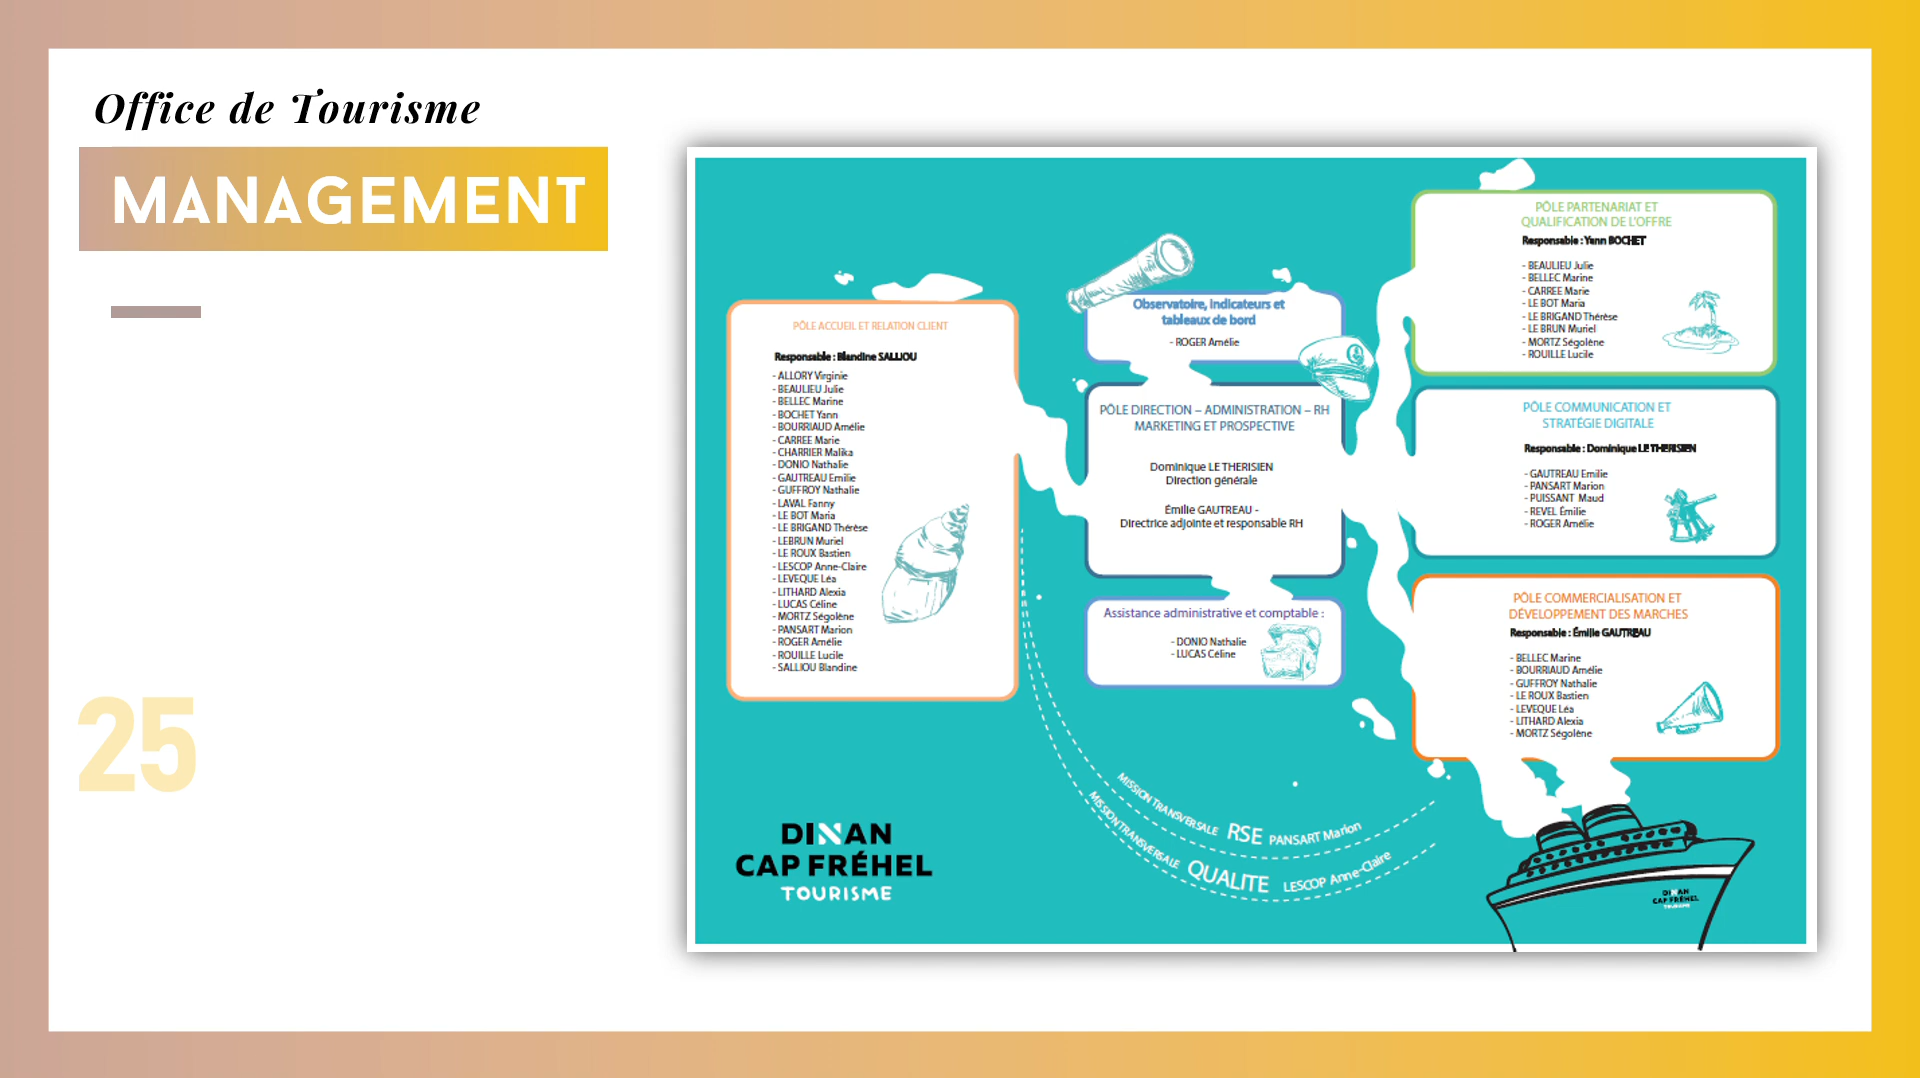 Office de Tourisme
MANAGEMENT
25
PÔLE ACCUEIL ET RELATION CLIENT
Responsable : Blandine SALLIOU
- ALLORY Virginie
- BEAULIEU Julie
- BELLEC Marine
- BOCHET Yann
- BOURRIAUD Amélie
- CARREE Marie
- CHARRIER Malika
- DONIO Nathalie
- GAUTREAU Emilie
- GUFFROY Nathalie
- LAVAL Fanny
- LE BOT Maria
- LE BRIGAND Thérèse
- LEBRUN Muriel
- LE ROUX Bastien
- LESCOP Anne-Claire
- LEVEQUE Léa
- LITHARD Alexia
- LUCAS Céline
- MORTZ Ségolène
- PANSART Marion
- ROGER Amélie
- ROUILLE Lucile
- SALLIOU Blandine
Observatoire, indicateurs et
tableaux de bord
- ROGER Amélie
PÔLE DIRECTION – ADMINISTRATION – RH
MARKETING ET PROSPECTIVE
Dominique LE THERISIEN
Direction générale
Émilie GAUTREAU -
Directrice adjointe et responsable RH
Assistance administrative et comptable :
- DONIO Nathalie
- LUCAS Céline
PÔLE PARTENARIAT ET
QUALIFICATION DE L'OFFRE
Responsable : Yann BOCHET
- BEAULIEU Julie
- BELLEC Marine
- CARREE Marie
- LE BOT Maria
- LE BRIGAND Thérèse
- LE BRUN Muriel
- MORTZ Ségolène
- ROUILLE Lucile
PÔLE COMMUNICATION ET
STRATÉGIE DIGITALE
Responsable : Dominique LE THERISIEN
- GAUTREAU Emilie
- PANSART Marion
- PUISSANT Maud
- REVEL Émilie
- ROGER Amélie
PÔLE COMMERCIALISATION ET
DÉVELOPPEMENT DES MARCHES
Responsable : Émilie GAUTREAU
- BELLEC Marine
- BOURRIAUD Amélie
- GUFFROY Nathalie
- LE ROUX Bastien
- LEVEQUE Léa
- LITHARD Alexia
- MORTZ Ségolène
MISSION TRANSVERSALE RSE PANSART Marion
MISSION TRANSVERSALE QUALITE LESCOP Anne-Claire
DINAN
CAP FRÉHEL
TOURISME
DINAN
CAP FRÉHEL
TOURISME